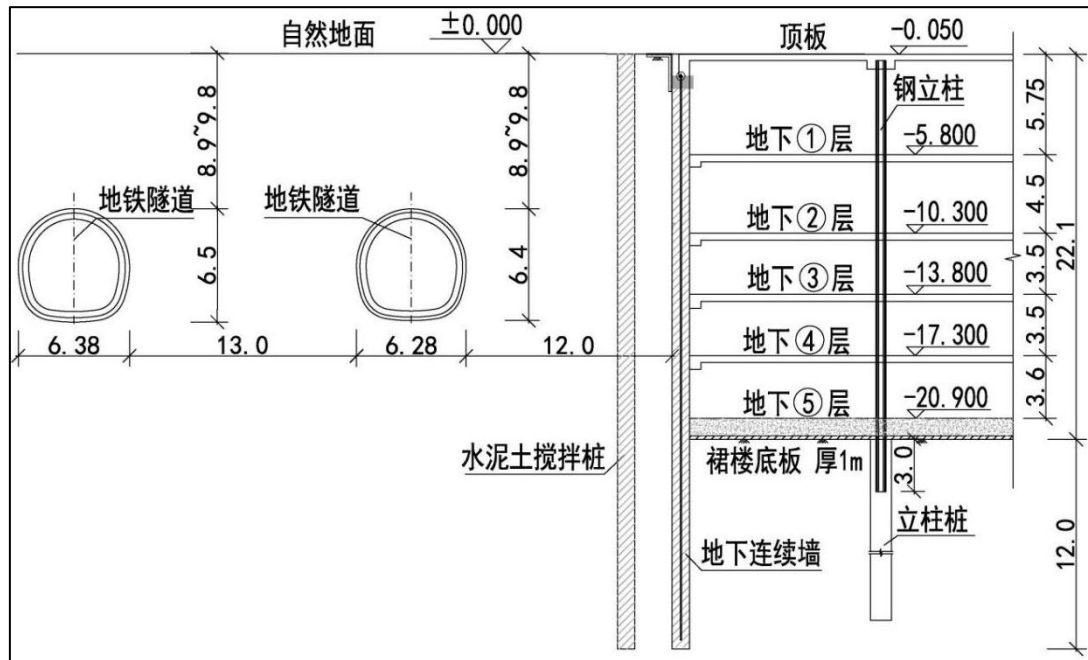 自然地面
±0.000
顶板
-0.050
钢立柱
8.9~9.8
8.9~9.8
5.75
地下①层
-5.800
地铁隧道
地铁隧道
4.5
地下②层
-10.300
22.1
6.5
6.4
3.5
地下③层
-13.800
3.5
地下④层
-17.300
6.38
13.0
6.28
12.0
3.6
地下⑤层
-20.900
水泥土搅拌桩
裙楼底板 厚1m
3.0
立柱桩
地下连续墙
12.0